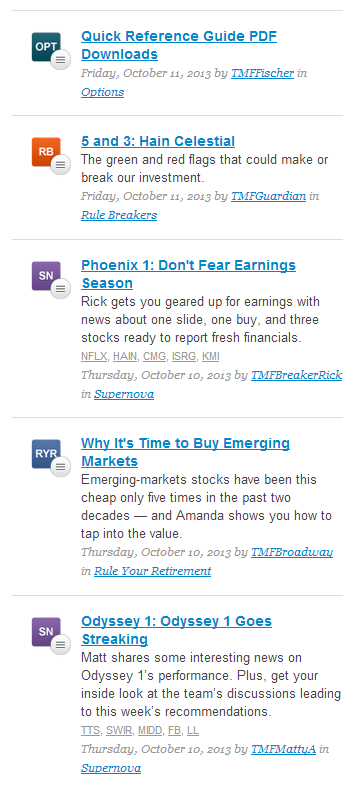 OPT
Quick Reference Guide PDF
Downloads
Friday, October 11, 2013 by TMFFischer in
Options
RB
5 and 3: Hain Celestial
The green and red flags that could make or
break our investment.
Friday, October 11, 2013 by TMFGuardian in
Rule Breakers
SN
Phoenix 1: Don't Fear Earnings
Season
Rick gets you geared up for earnings with
news about one slide, one buy, and three
stocks ready to report fresh financials.
NFLX, HAIN, CMG, ISRG, KMI
Thursday, October 10, 2013 by TMFBreakerRick
in Supernova
RYR
Why It's Time to Buy Emerging
Markets
Emerging-markets stocks have been this
cheap only five times in the past two
decades — and Amanda shows you how to
tap into the value.
Thursday, October 10, 2013 by TMFBroadway
in Rule Your Retirement
SN
Odyssey 1: Odyssey 1 Goes
Streaking
Matt shares some interesting news on
Odyssey 1's performance. Plus, get your
inside look at the team's discussions leading
to this week's recommendations.
TTS, SWIR, MIDD, FB, LL
Thursday, October 10, 2013 by TMFMattyA in
Supernova